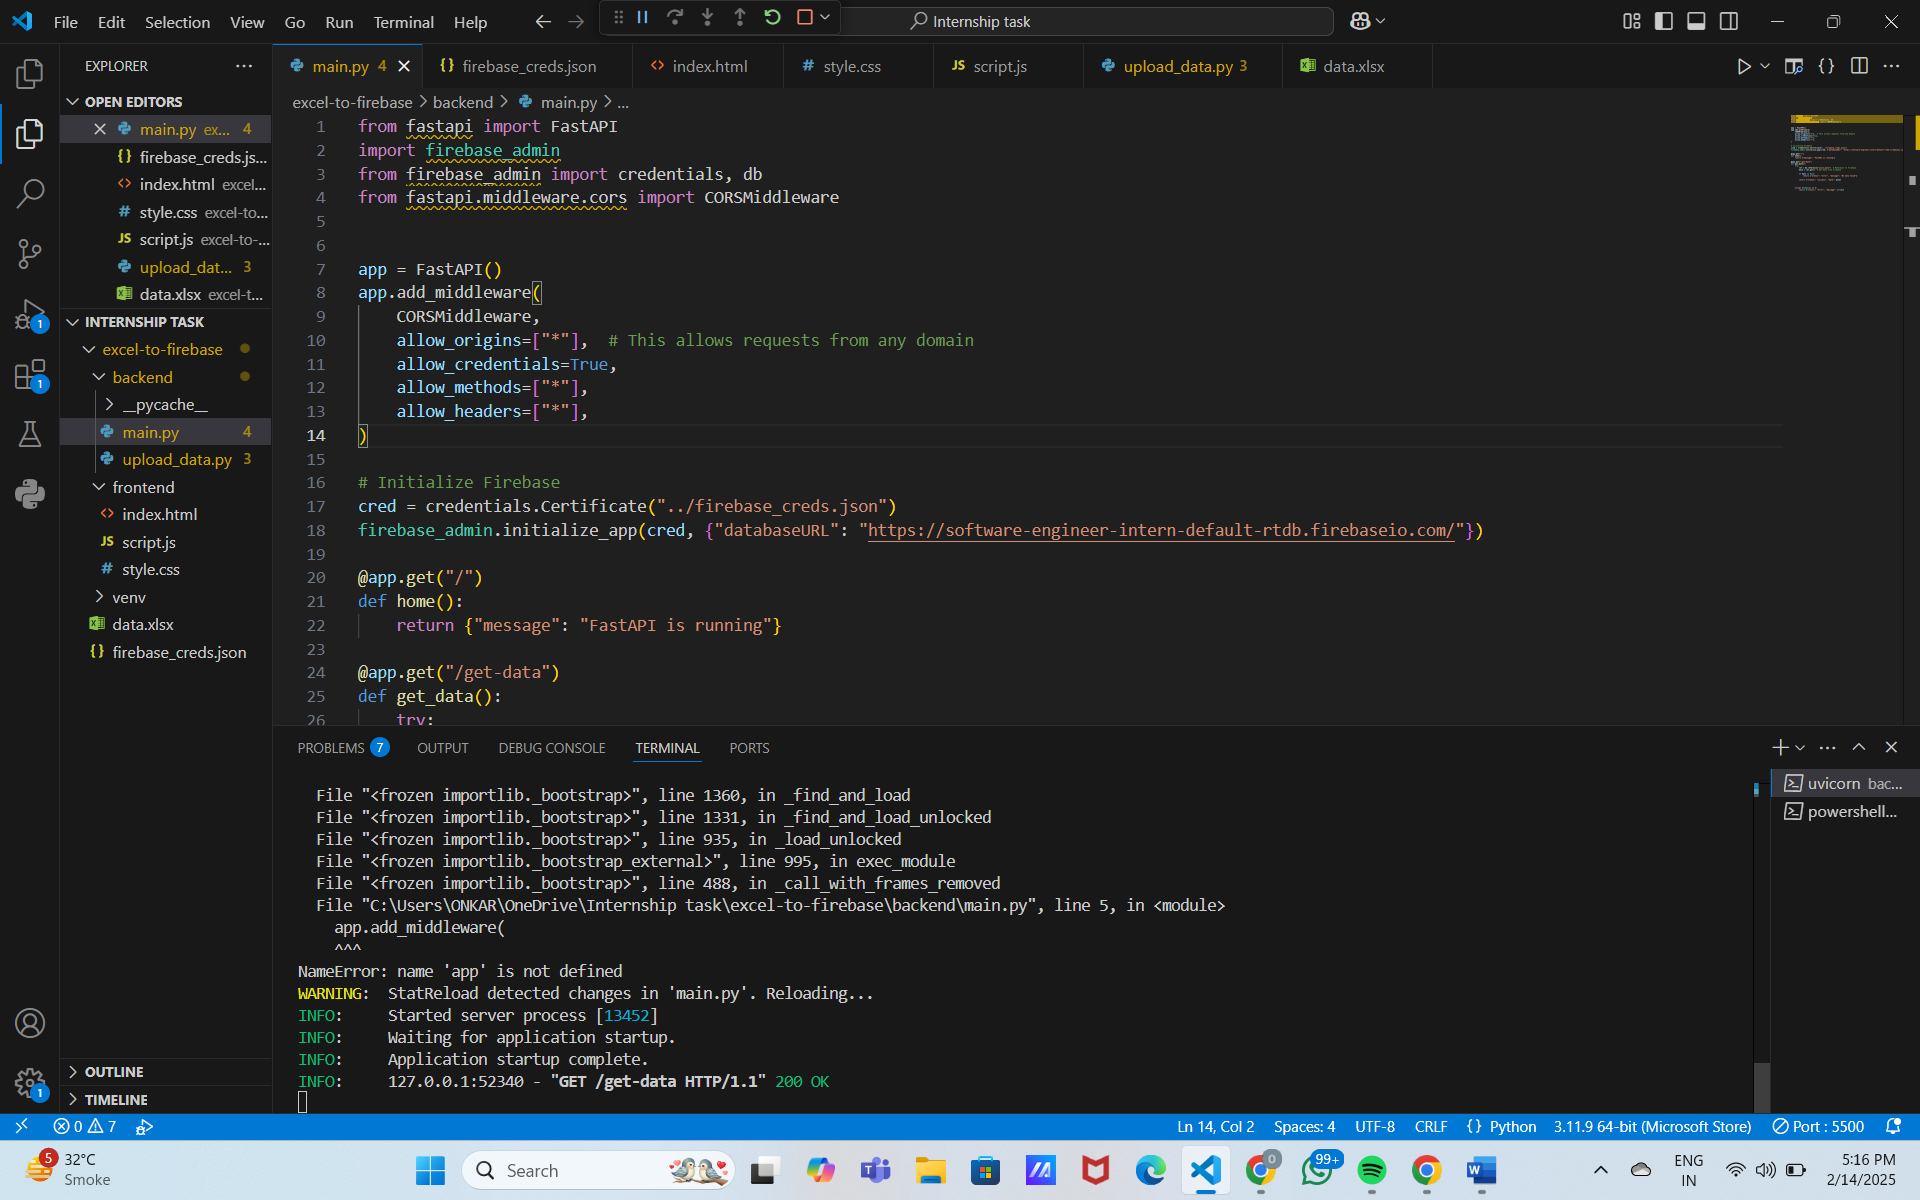 File Edit Selection View Go Run Terminal Help
Internship task
EXPLORER
OPEN EDITORS
main.py ex... 4
firebase_creds.js...
index.html excel...
style.css excel-to...
script.js excel-to-...
upload_dat... 3
data.xlsx excel-t...
INTERNSHIP TASK
excel-to-firebase
backend
__pycache__
main.py 4
upload_data.py 3
frontend
index.html
script.js
style.css
venv
data.xlsx
firebase_creds.json
OUTLINE
TIMELINE
1
1
1
main.py 4
firebase_creds.json
index.html
style.css
script.js
upload_data.py 3
data.xlsx
excel-to-firebase > backend > main.py > ...
1 from fastapi import FastAPI
2 import firebase_admin
3 from firebase_admin import credentials, db
4 from fastapi.middleware.cors import CORSMiddleware
5
6
7 app = FastAPI()
8 app.add_middleware(
9 CORSMiddleware,
10 allow_origins=["*"], # This allows requests from any domain
11 allow_credentials=True,
12 allow_methods=["*"],
13 allow_headers=["*"],
14 )
15
16 # Initialize Firebase
17 cred = credentials.Certificate("../firebase_creds.json")
18 firebase_admin.initialize_app(cred, {"databaseURL": "https://software-engineer-intern-default-rtdb.firebaseio.com/"})
19
20 @app.get("/")
21 def home():
22 return {"message": "FastAPI is running"}
23
24 @app.get("/get-data")
25 def get_data():
26 try:
PROBLEMS 7 OUTPUT DEBUG CONSOLE TERMINAL PORTS
File "<frozen importlib._bootstrap>", line 1360, in _find_and_load
File "<frozen importlib._bootstrap>", line 1331, in _find_and_load_unlocked
File "<frozen importlib._bootstrap>", line 935, in _load_unlocked
File "<frozen importlib._bootstrap_external>", line 995, in exec_module
File "<frozen importlib._bootstrap>", line 488, in _call_with_frames_removed
File "C:\Users\ONKAR\OneDrive\Internship task\excel-to-firebase\backend\main.py", line 5, in <module>
app.add_middleware(
^^^
NameError: name 'app' is not defined
WARNING: StatReload detected changes in 'main.py'. Reloading...
INFO: Started server process [13452]
INFO: Waiting for application startup.
INFO: Application startup complete.
INFO: 127.0.0.1:52340 - "GET /get-data HTTP/1.1" 200 OK
uvicorn bac...
powershell...
0 7
Ln 14, Col 2 Spaces: 4 UTF-8 CRLF {} Python 3.11.9 64-bit (Microsoft Store) Port : 5500
5
32°C
Smoke
Search
0
99+
ENG
IN
5:16 PM
2/14/2025